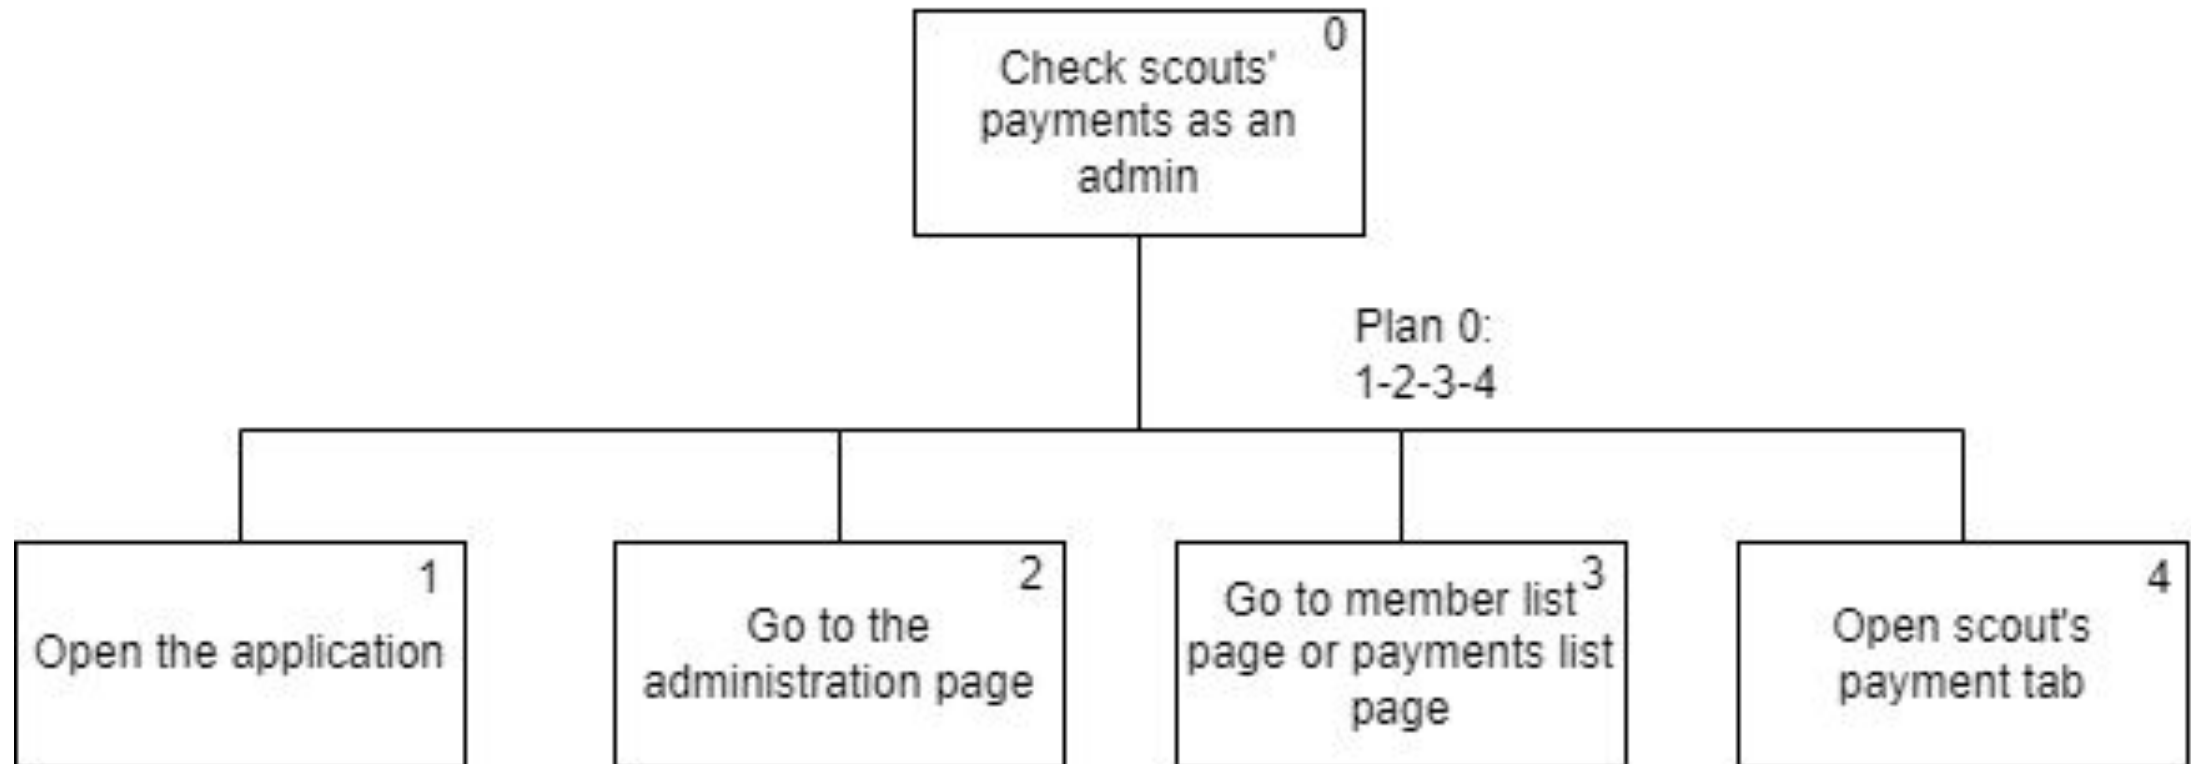 0
Check scouts'
payments as an
admin
Plan 0:
1-2-3-4
1
Open the application
2
Go to the
administration page
3
Go to member list
page or payments list
page
4
Open scout's
payment tab